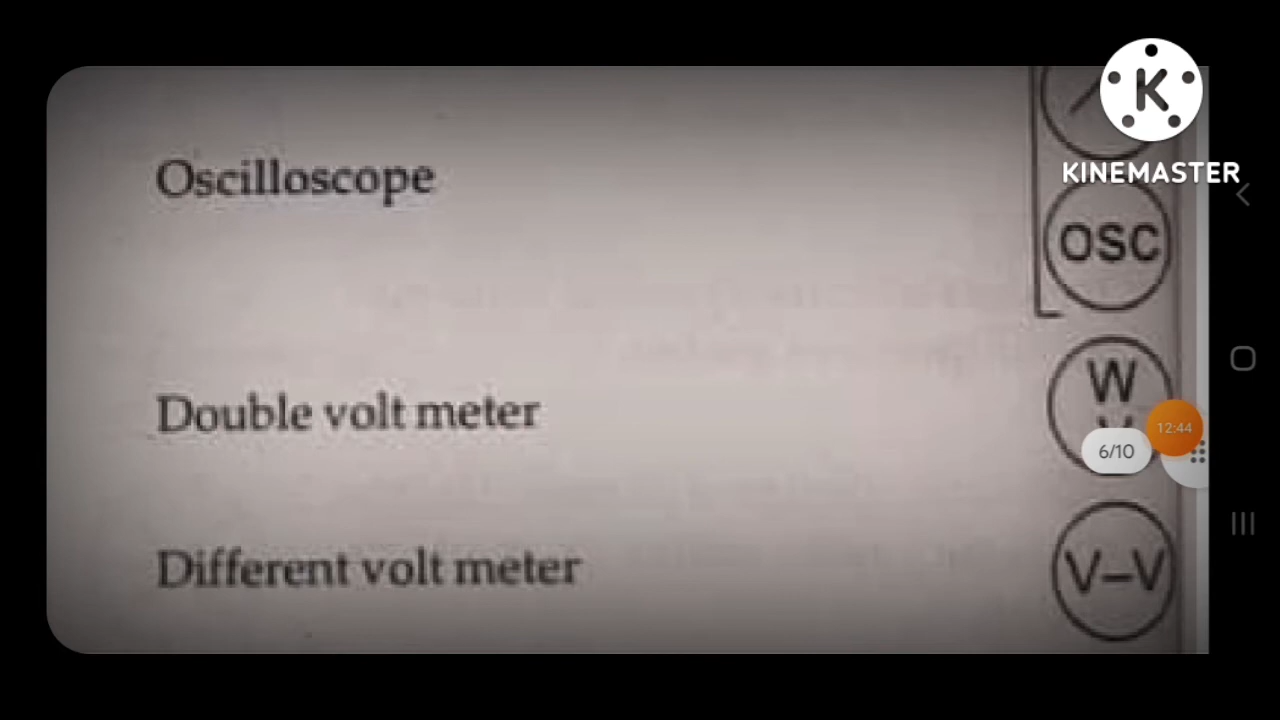 K
KINEMASTER
Oscilloscope
OSC
Double volt meter
W
6/10
12:44
Different volt meter
V–V